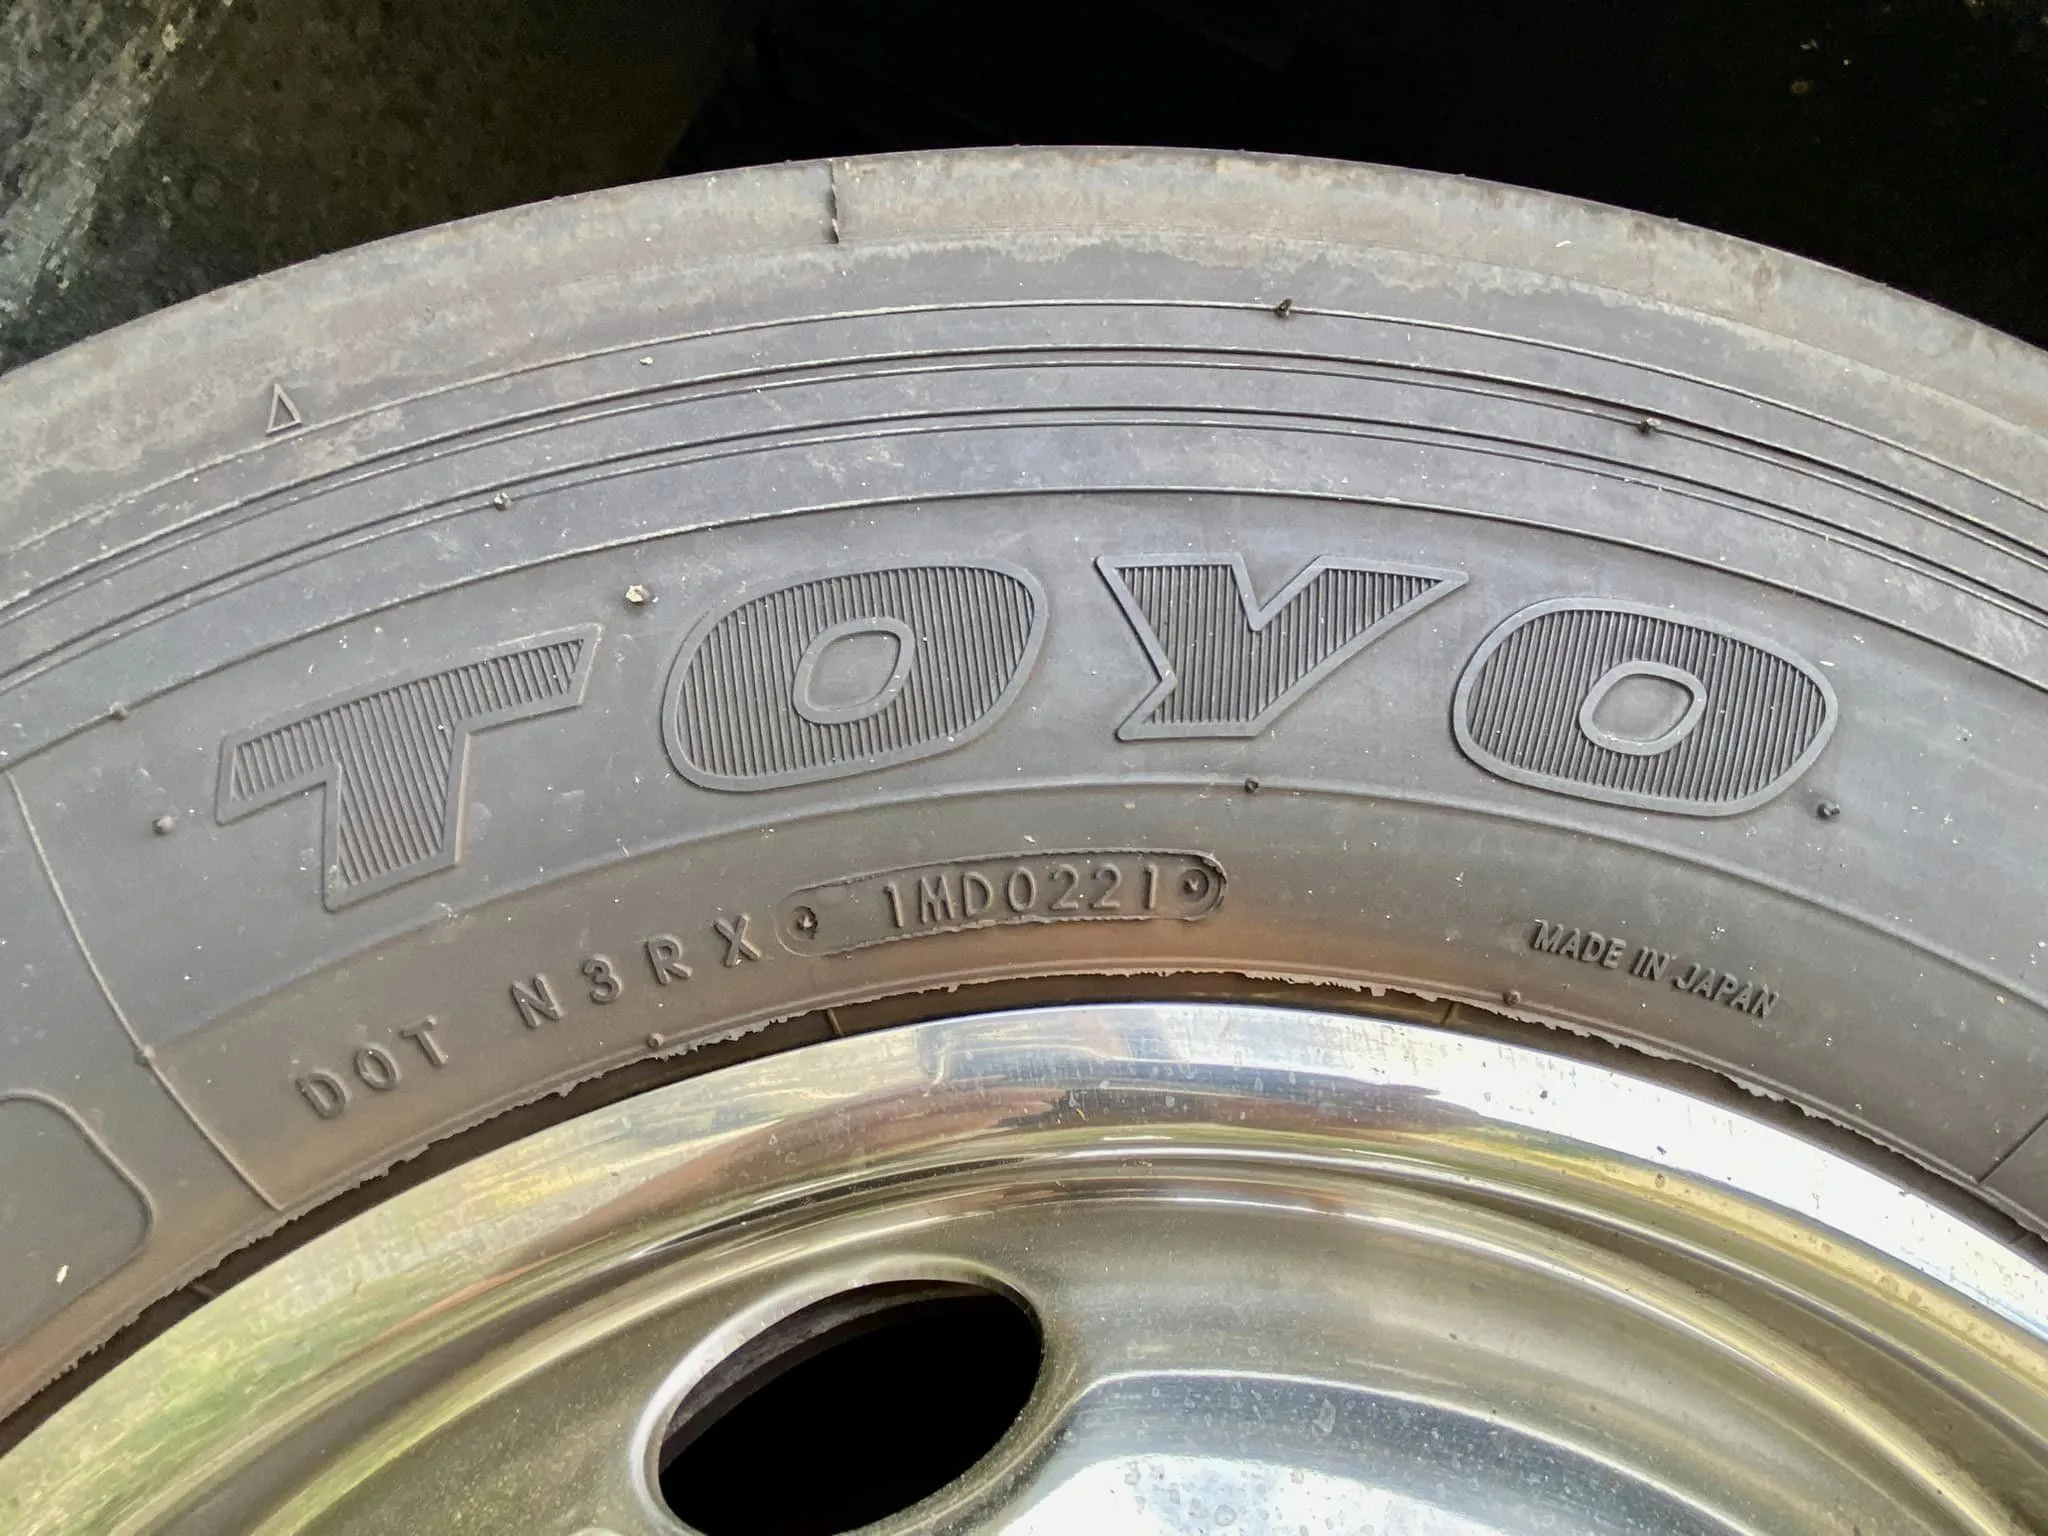 TOYO
DOT N3RX 1MD0221
MADE IN JAPAN